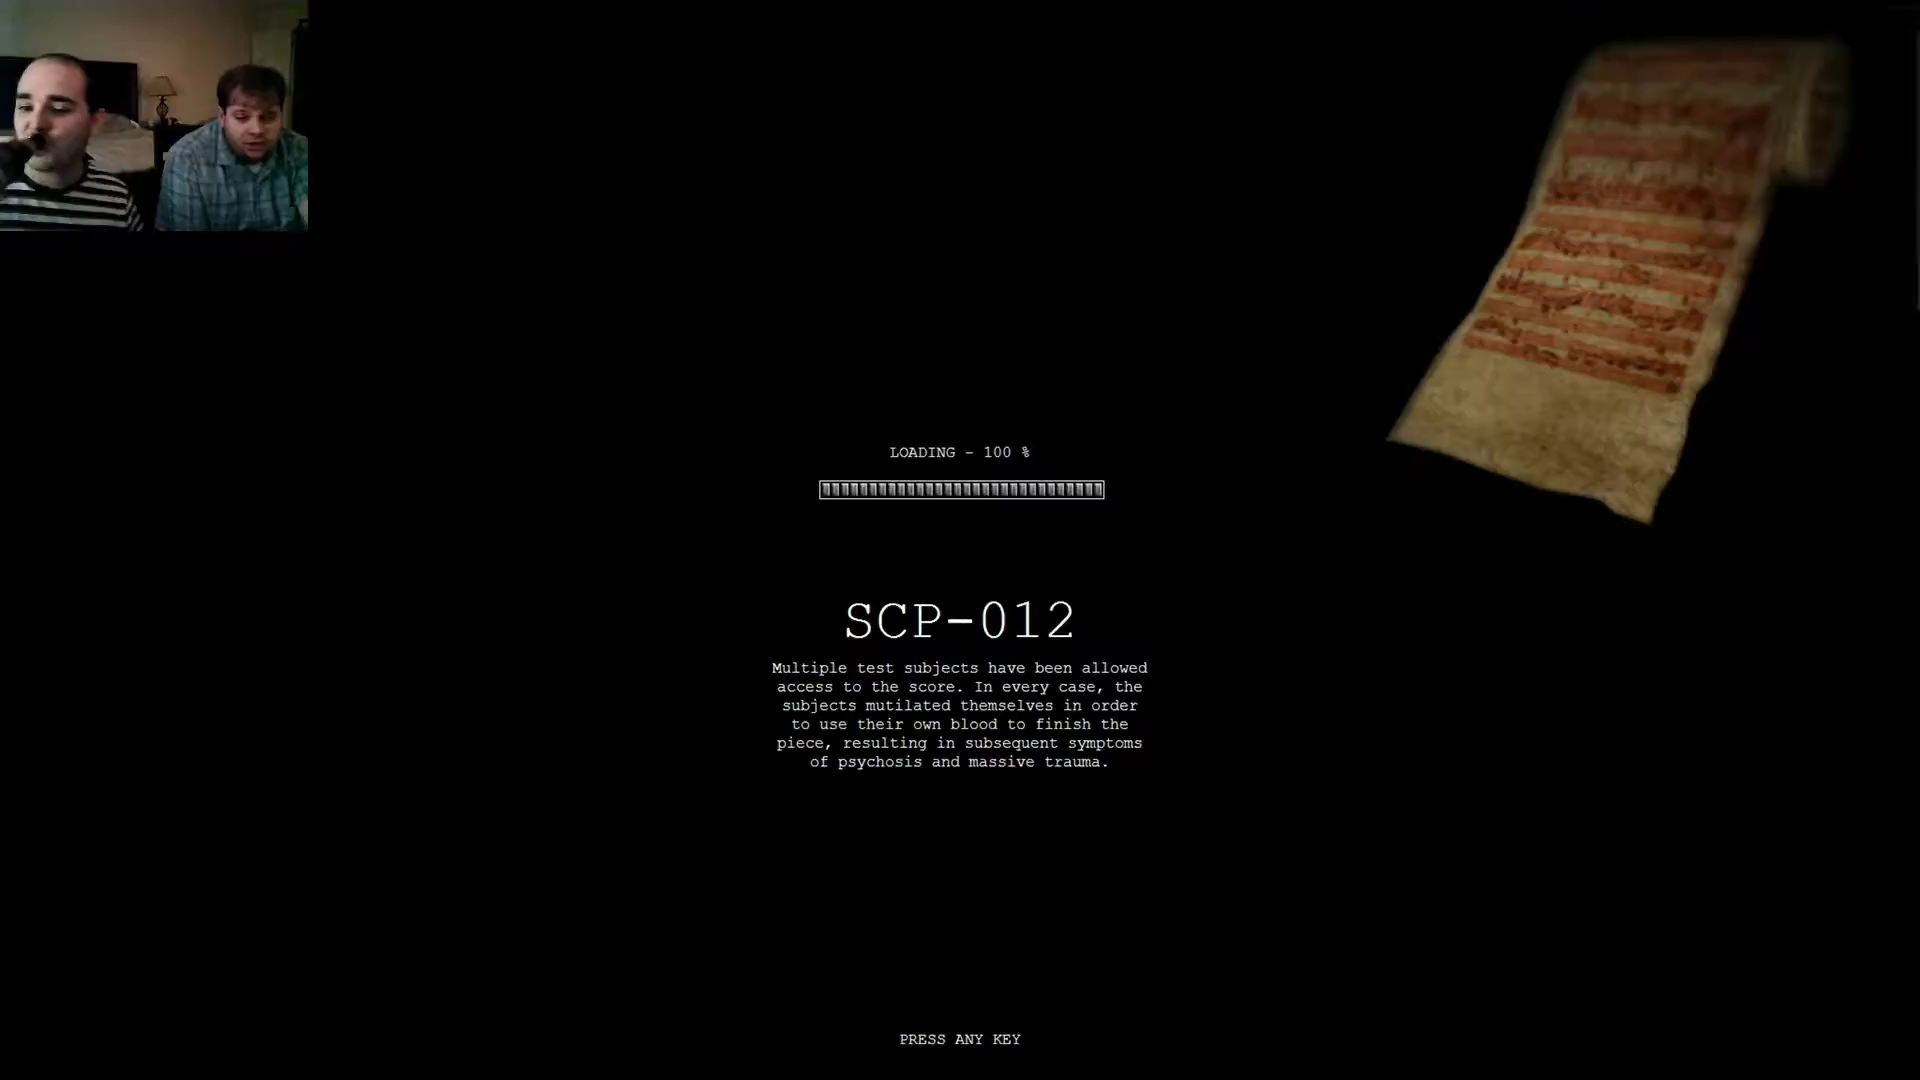 LOADING - 100 %
SCP-012
Multiple test subjects have been allowed
access to the score. In every case, the
subjects mutilated themselves in order
to use their own blood to finish the
piece, resulting in subsequent symptoms
of psychosis and massive trauma.
PRESS ANY KEY